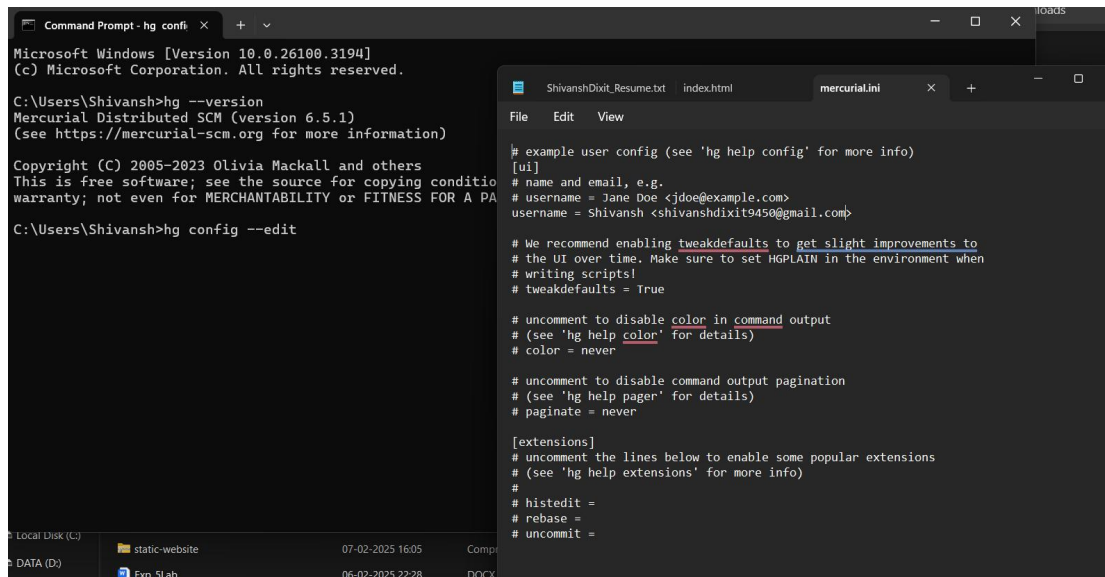 Command Prompt - hg confi
Microsoft Windows [Version 10.0.26100.3194]
(c) Microsoft Corporation. All rights reserved.
C:\Users\Shivansh>hg --version
Mercurial Distributed SCM (version 6.5.1)
(see https://mercurial-scm.org for more information)
Copyright (C) 2005-2023 Olivia Mackall and others
This is free software; see the source for copying conditio
warranty; not even for MERCHANTABILITY or FITNESS FOR A PA
C:\Users\Shivansh>hg config --edit
loads
ShivanshDixit_Resume.txt index.html mercurial.ini
File Edit View
# example user config (see 'hg help config' for more info)
[ui]
# name and email, e.g.
# username = Jane Doe <jdoe@example.com>
username = Shivansh <shivanshdixit9450@gmail.com>
# We recommend enabling tweakdefaults to get slight improvements to
# the UI over time. Make sure to set HGPLAIN in the environment when
# writing scripts!
# tweakdefaults = True
# uncomment to disable color in command output
# (see 'hg help color' for details)
# color = never
# uncomment to disable command output pagination
# (see 'hg help pager' for details)
# paginate = never
[extensions]
# uncomment the lines below to enable some popular extensions
# (see 'hg help extensions' for more info)
#
# histedit =
# rebase =
# uncommit =
Local Disk (C:)
static-website 07-02-2025 16:05 Compr
DATA (D:)
Exp_5Lab 06-02-2025 22:28 DOCX